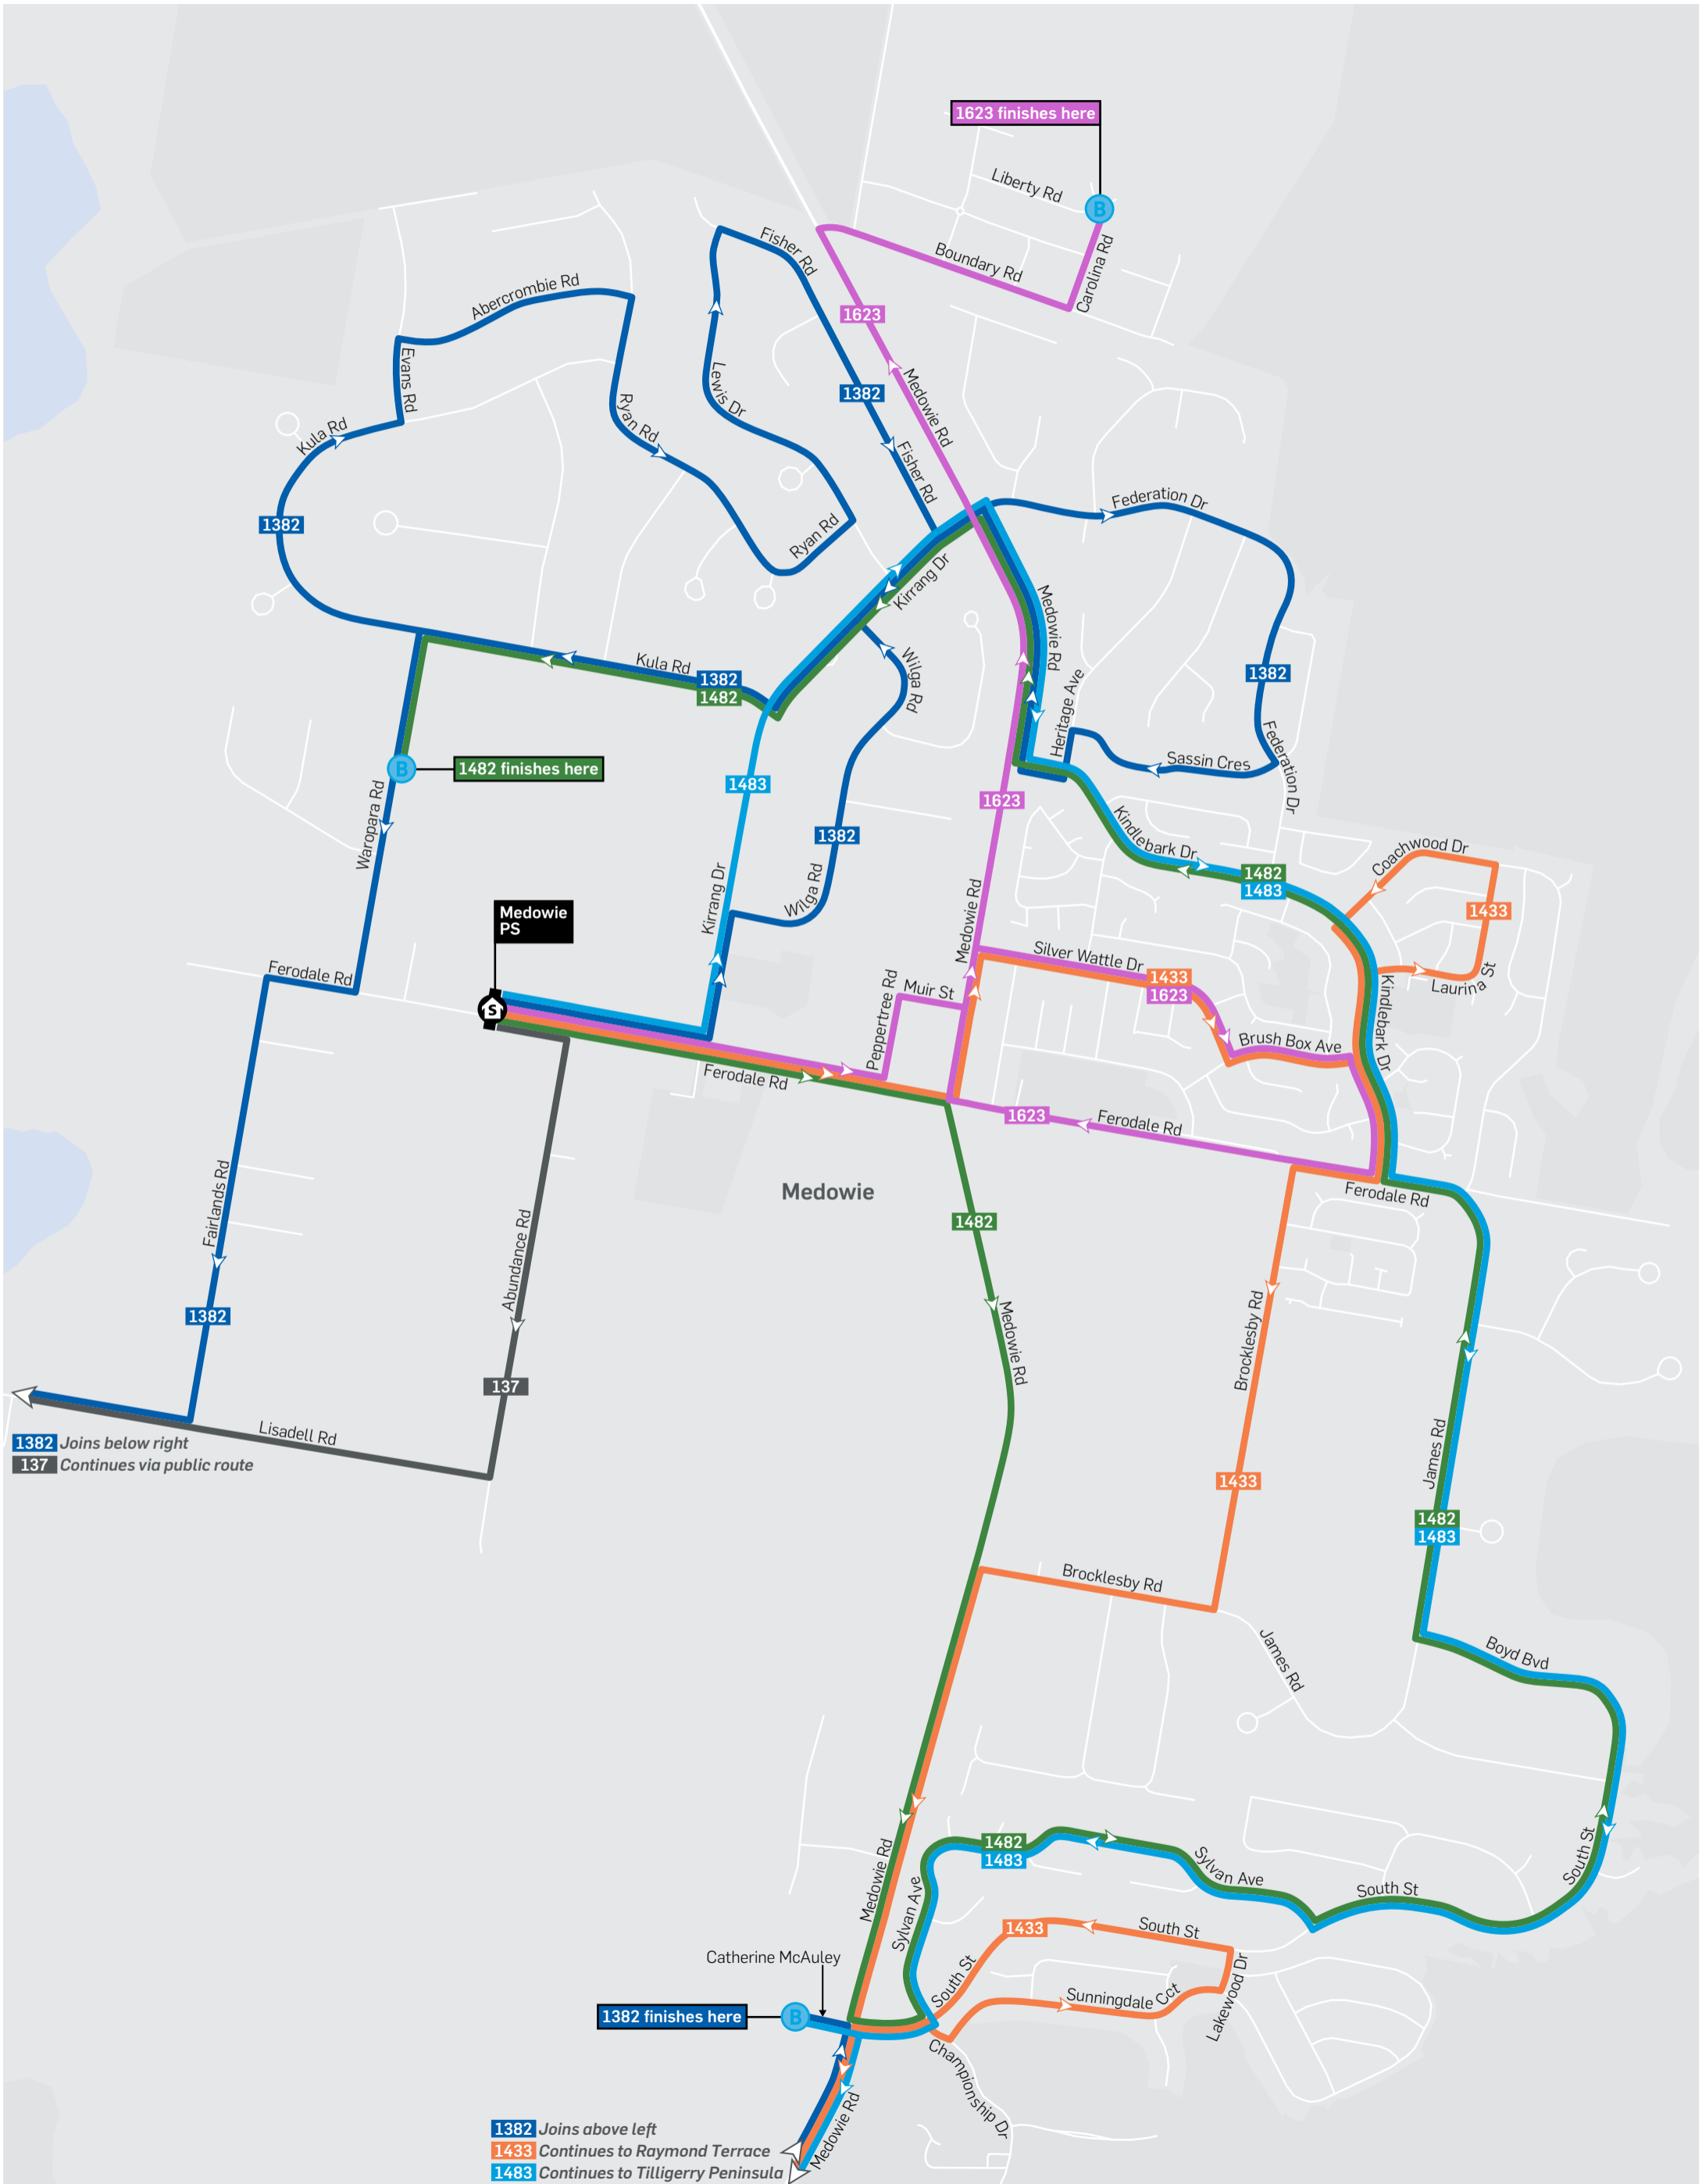 1623 finishes here
Liberty Rd
B
Boundary Rd
Carolina Rd
Fisher Rd
1623
Abercrombie Rd
Evans Rd
Lewis Dr
1382
Medowie Rd
Ryan Rd
Kula Rd
Fisher Rd
Federation Dr
1382
Ryan Rd
Kirrang Dr
Medowie Rd
Kula Rd
1382
1482
Wilga Rd
Heritage Ave
1382
Federation Dr
Sassin Cres
B
1482 finishes here
1483
1623
Waropara Rd
1382
Kindlebark Dr
Coachwood Dr
1482
1483
Wilga Rd
Kirrang Dr
1433
Medowie
PS
Medowie Rd
Silver Wattle Dr
1433
1623
Laurina St
Kindlebark Dr
Ferodale Rd
S
Muir St
Peppertree Rd
Brush Box Ave
Ferodale Rd
1623
Ferodale Rd
Medowie
Ferodale Rd
Fairlands Rd
1482
Abundance Rd
1382
Medowie Rd
Brocklesby Rd
137
Lisadell Rd
James Rd
1382 Joins below right
137 Continues via public route
1433
1482
1483
Brocklesby Rd
James Rd
Boyd Bvd
Medowie Rd
1482
1483
Sylvan Ave
South St
South St
Sylvan Ave
1433
South St
Catherine McAuley
South St
Sunningdale Cct
Lakewood Dr
1382 finishes here
B
Championship Dr
Medowie Rd
1382 Joins above left
1433 Continues to Raymond Terrace
1483 Continues to Tilligerry Peninsula